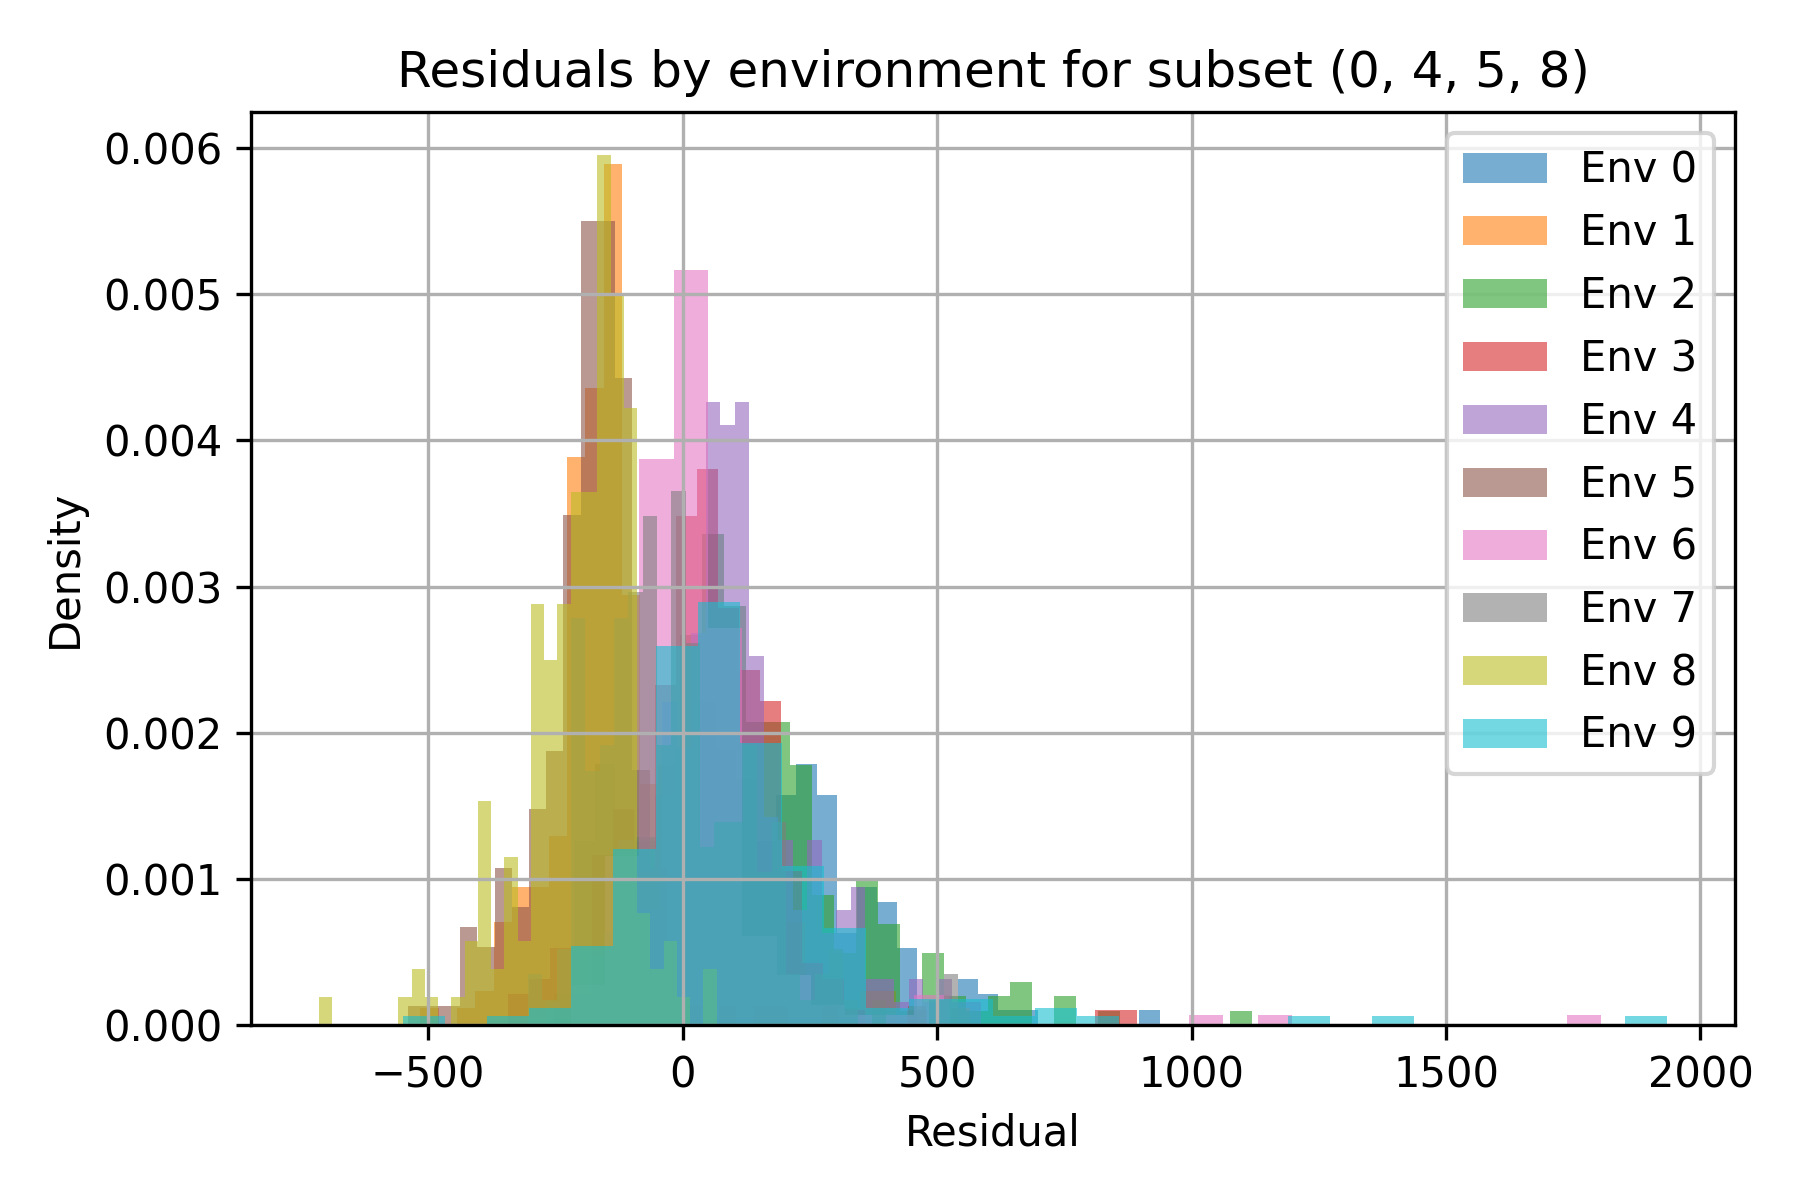 Residuals by environment for subset (0, 4, 5, 8)
0.006
0.005
0.004
0.003
0.002
0.001
0.000
Density
−500
0
500
1000
1500
2000
Residual
Env 0
Env 1
Env 2
Env 3
Env 4
Env 5
Env 6
Env 7
Env 8
Env 9